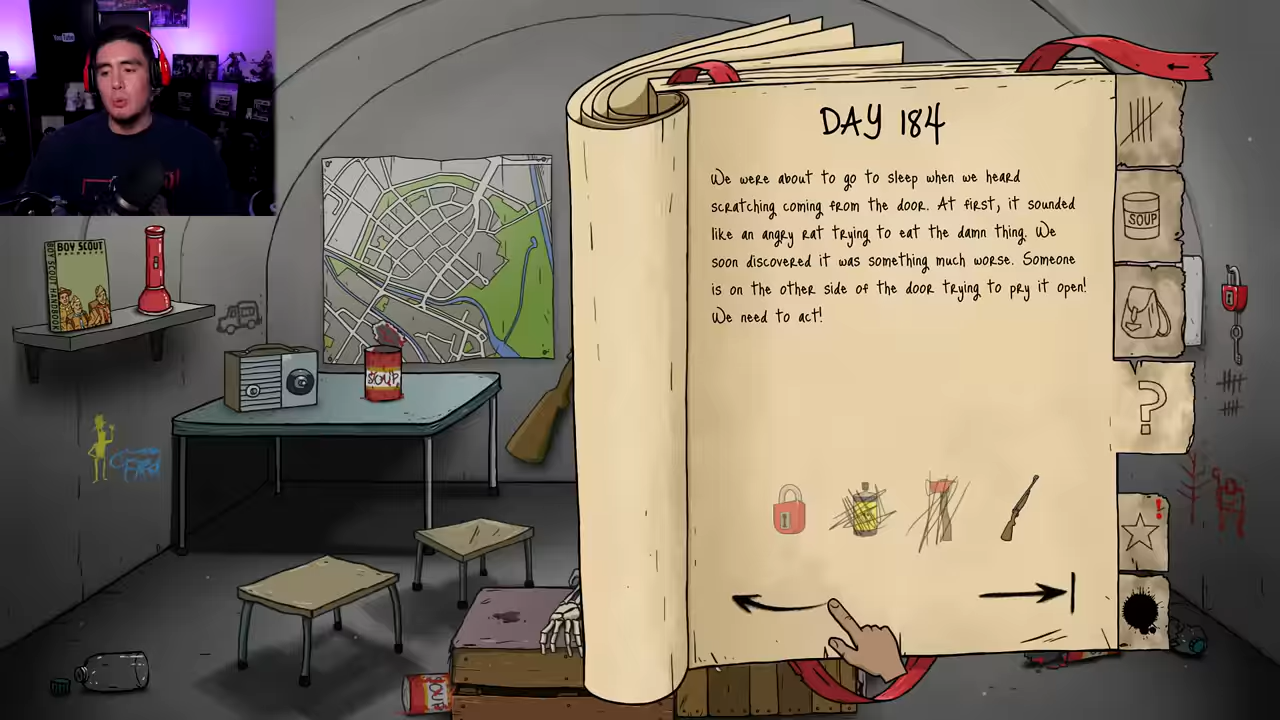 YouTube
DAY 184
We were about to go to sleep when we heard
scratching coming from the door. At first, it sounded
like an angry rat trying to eat the damn thing. We
soon discovered it was something much worse. Someone
is on the other side of the door trying to pry it open!
We need to act!
SOUP
BOY SCOUT
BOY SCOUT HANDBOOK
SOUP
SOUP